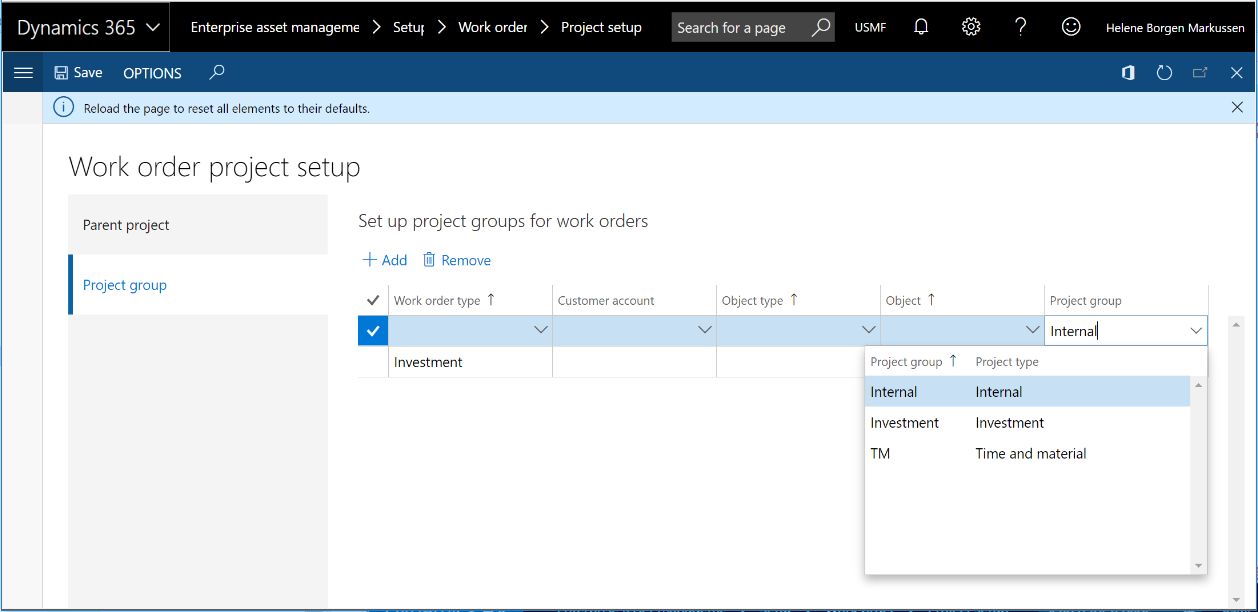 Dynamics 365 Enterprise asset manageme Setup Work order Project setup Search for a page USMF Helene Borgen Markussen
Save OPTIONS
Reload the page to reset all elements to their defaults.
Work order project setup
Parent project
Project group
Set up project groups for work orders
Add Remove
Work order type Customer account Object type Object Project group
Internal
Investment
Project group Project type
Internal Internal
Investment Investment
TM Time and material